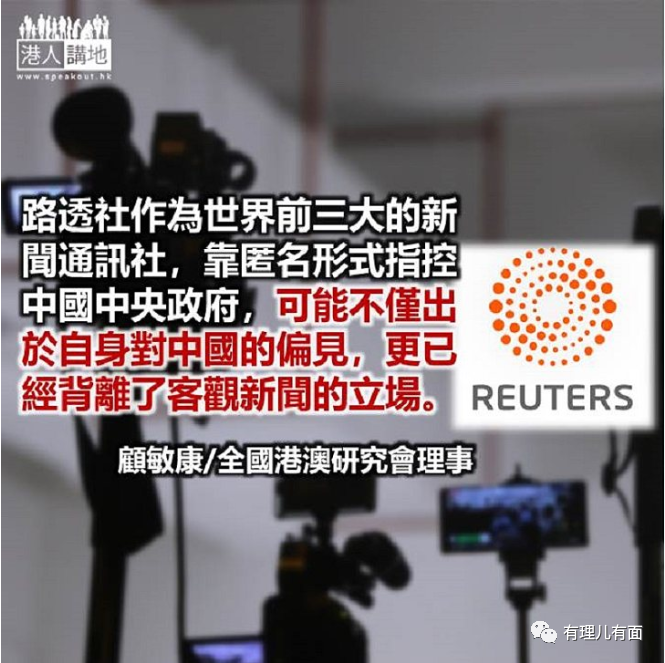 港人講地
www.speakout.hk
路透社作為世界前三大的新
聞通訊社，靠匿名形式指控
中國中央政府，可能不僅出
於自身對中國的偏見，更已
經背離了客觀新聞的立場。
REUTERS
顧敏康/全國港澳研究會理事
有理儿有面